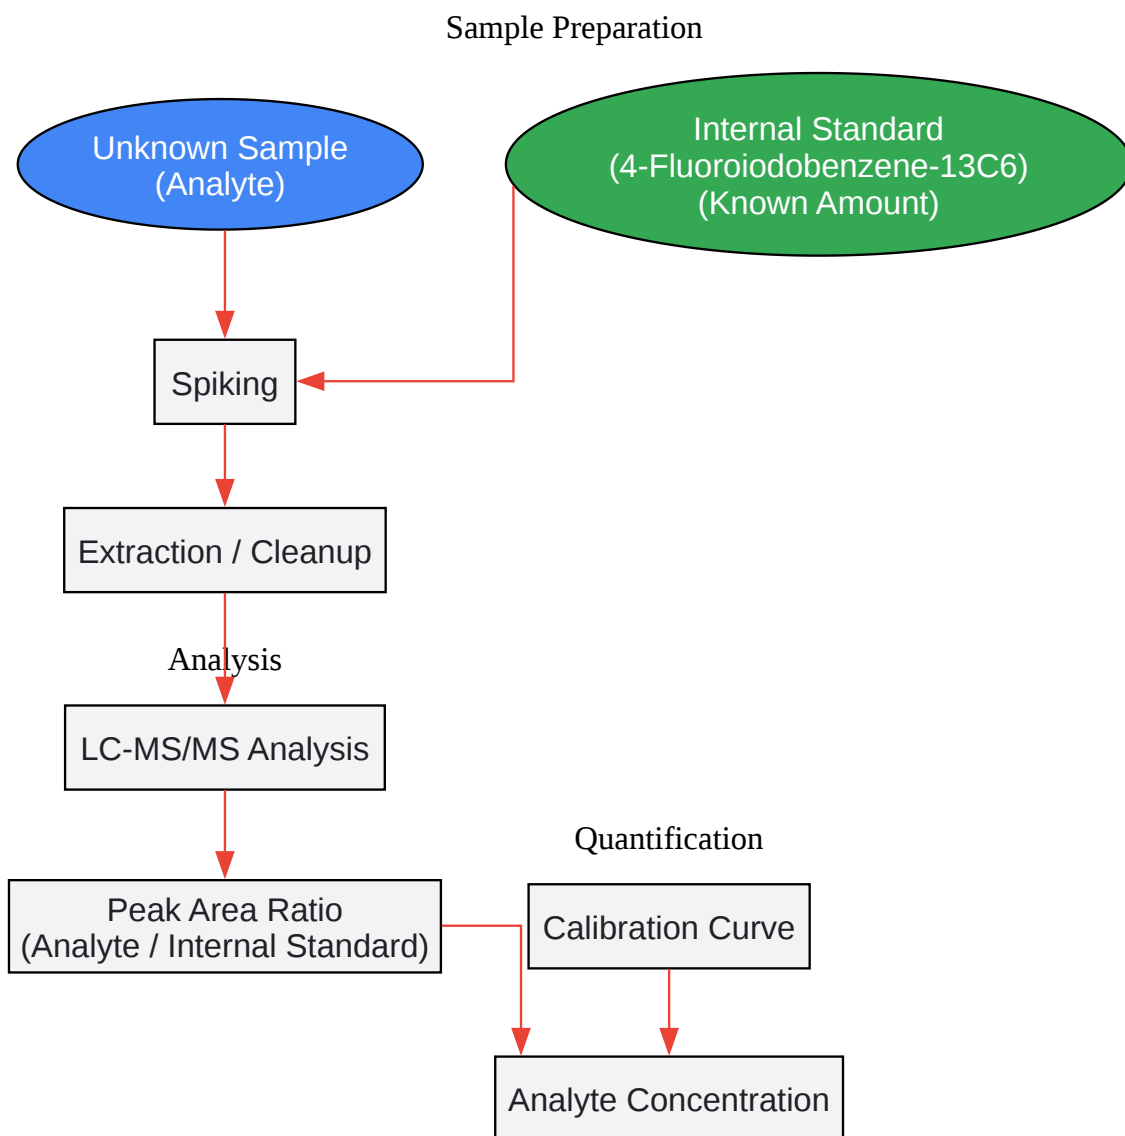 Sample Preparation
Unknown Sample
(Analyte)
Internal Standard
(4-Fluoroiodobenzene-13C6)
(Known Amount)
Spiking
Extraction / Cleanup
Analysis
LC-MS/MS Analysis
Quantification
Peak Area Ratio
(Analyte / Internal Standard)
Calibration Curve
Analyte Concentration